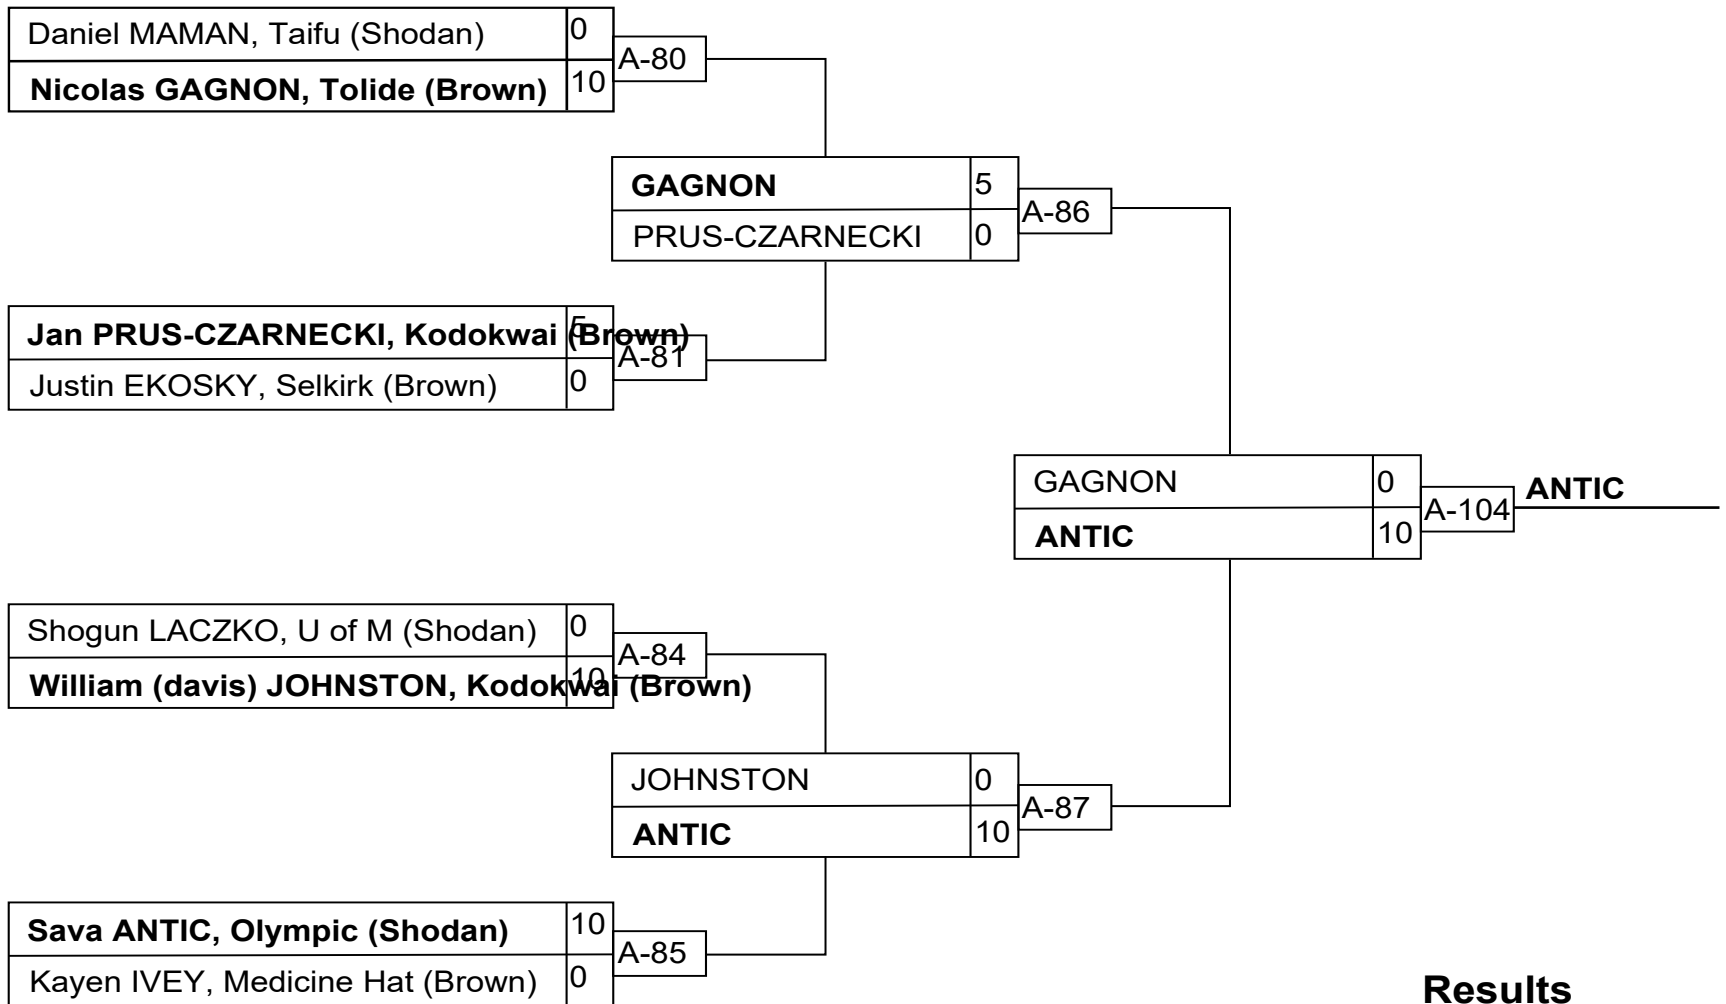 Daniel MAMAN, Taifu (Shodan) 0
A-80
Nicolas GAGNON, Tolide (Brown) 10
GAGNON 5
A-86
PRUS-CZARNECKI 0
Jan PRUS-CZARNECKI, Kodokwai (Brown) 5
A-81
Justin EKOSKY, Selkirk (Brown) 0
GAGNON 0
A-104 ANTIC
ANTIC 10
Shogun LACZKO, U of M (Shodan) 0
A-84
William (davis) JOHNSTON, Kodokwai (Brown) 10
JOHNSTON 0
A-87
ANTIC 10
Sava ANTIC, Olympic (Shodan) 10
A-85
Kayen IVEY, Medicine Hat (Brown) 0
Results